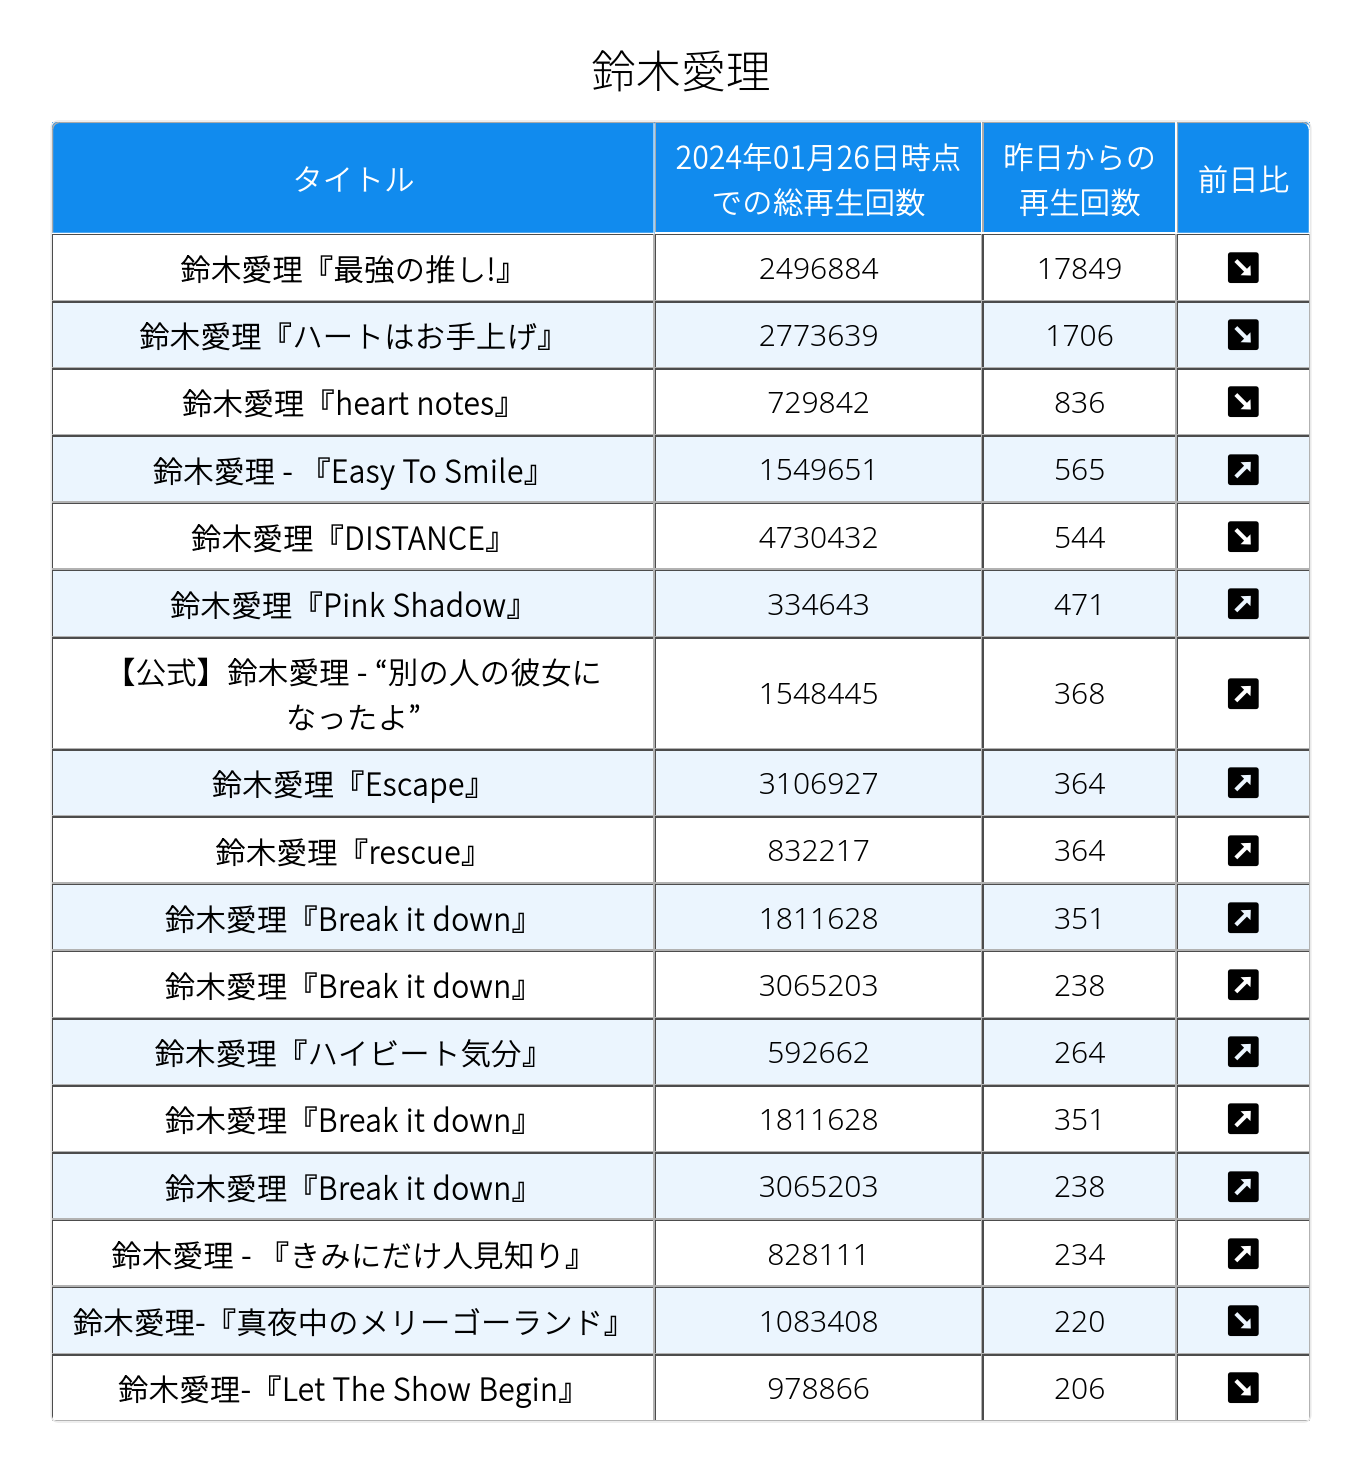 鈴木愛理
タイトル 2024年01月26日時点での総再生回数 昨日からの再生回数 前日比
鈴木愛理『最強の推し!』 2496884 17849 ↘
鈴木愛理『ハートはお手上げ』 2773639 1706 ↘
鈴木愛理『heart notes』 729842 836 ↘
鈴木愛理 - 『Easy To Smile』 1549651 565 ↗
鈴木愛理『DISTANCE』 4730432 544 ↘
鈴木愛理『Pink Shadow』 334643 471 ↗
【公式】鈴木愛理 - “別の人の彼女になったよ” 1548445 368 ↗
鈴木愛理『Escape』 3106927 364 ↗
鈴木愛理『rescue』 832217 364 ↗
鈴木愛理『Break it down』 1811628 351 ↗
鈴木愛理『Break it down』 3065203 238 ↗
鈴木愛理『ハイビート気分』 592662 264 ↗
鈴木愛理『Break it down』 1811628 351 ↗
鈴木愛理『Break it down』 3065203 238 ↗
鈴木愛理 - 『きみにだけ人見知り』 828111 234 ↗
鈴木愛理-『真夜中のメリーゴーランド』 1083408 220 ↘
鈴木愛理-『Let The Show Begin』 978866 206 ↘